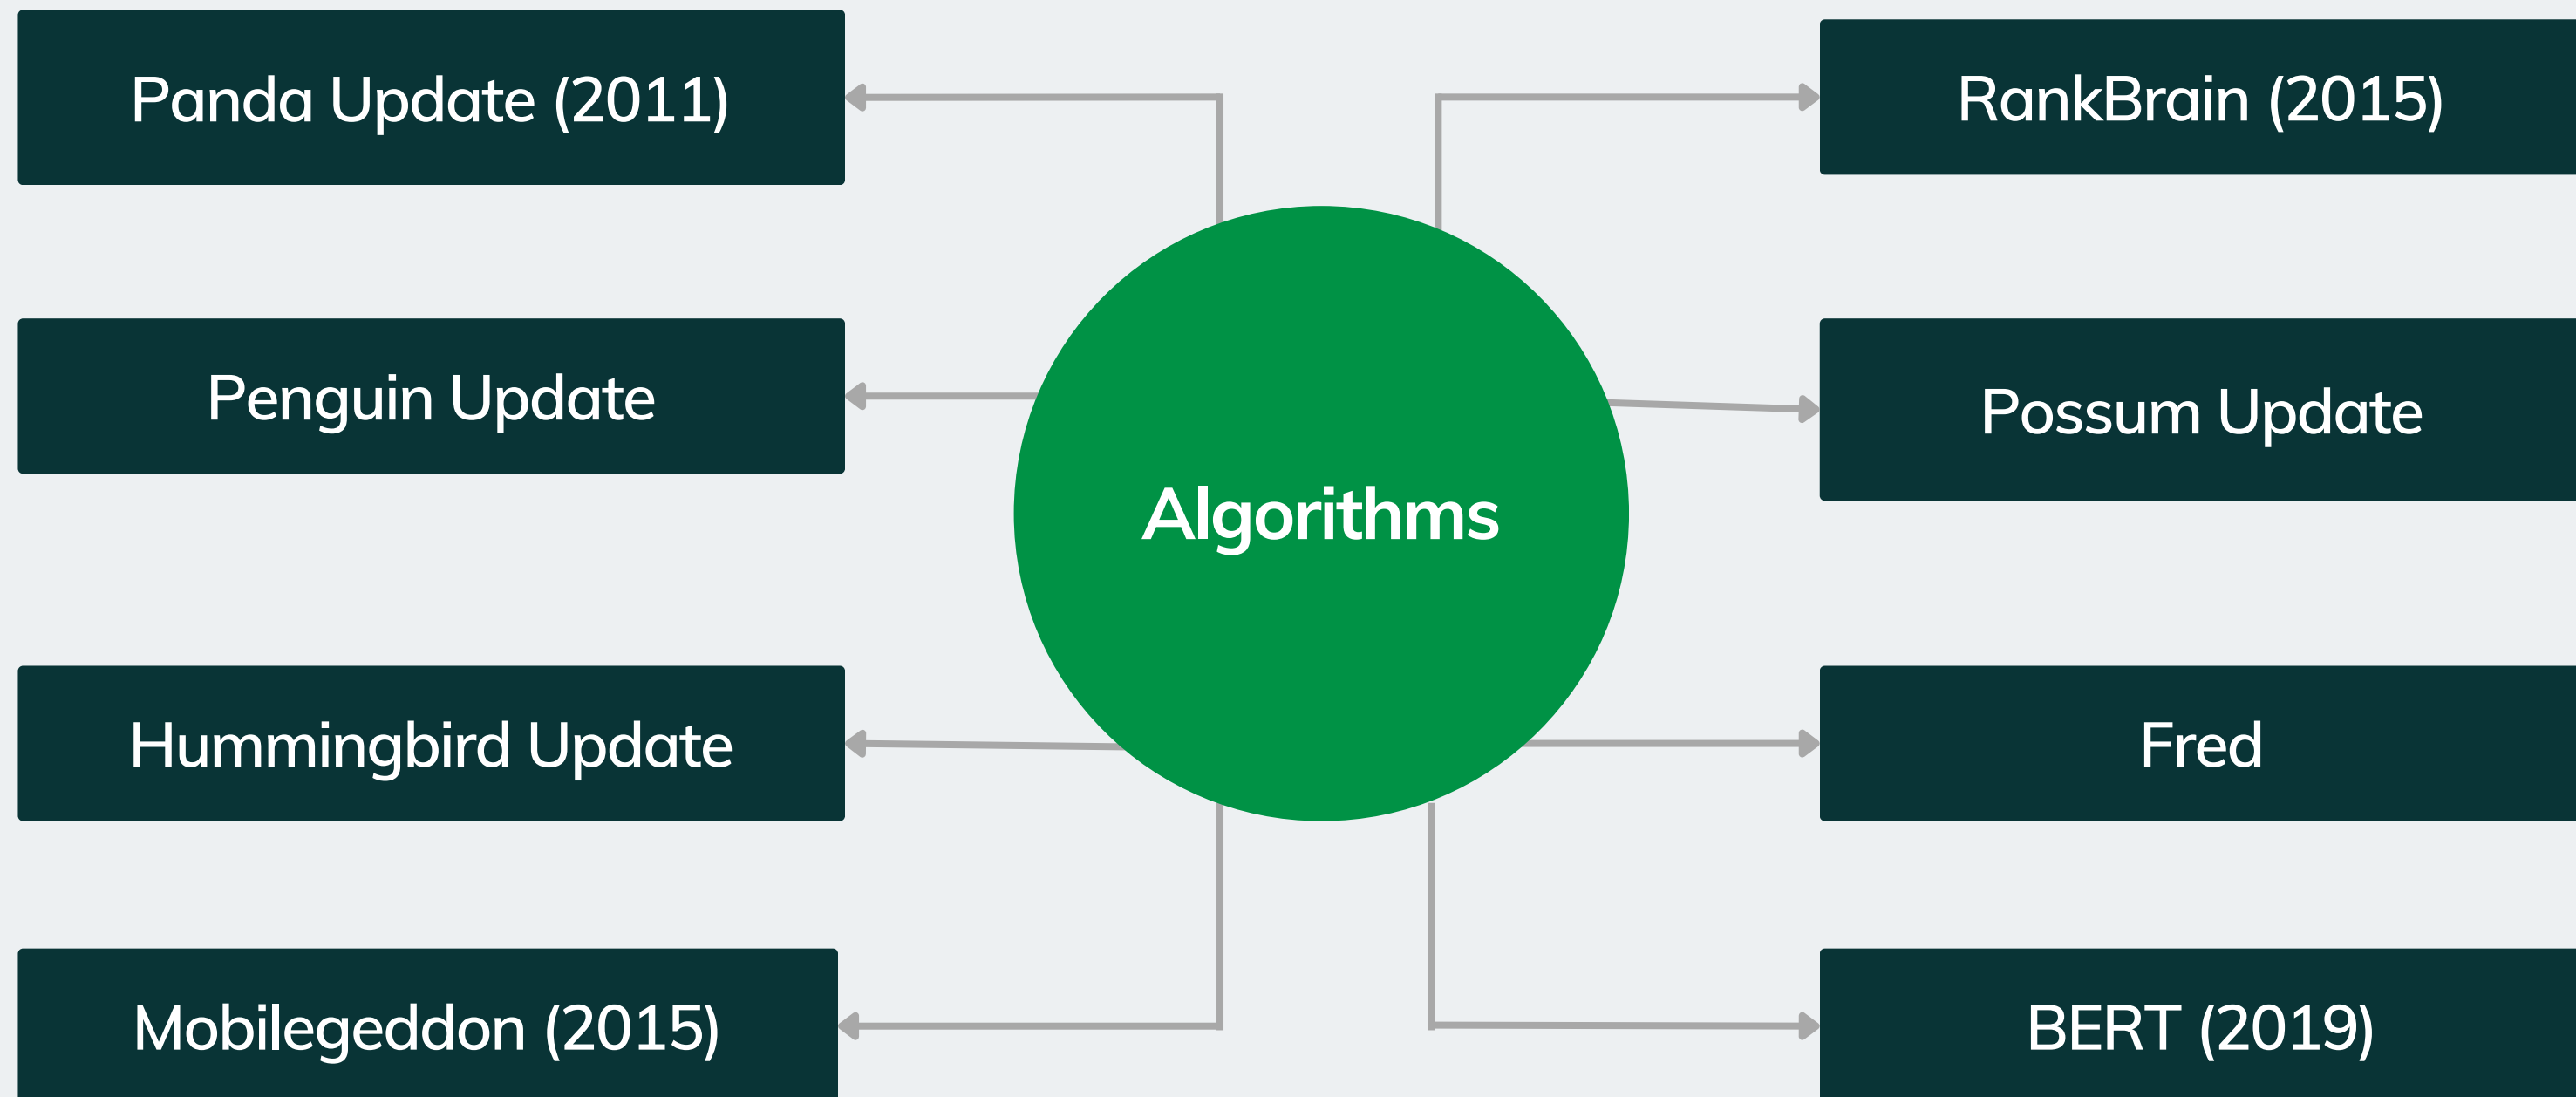 Panda Update (2011)
RankBrain (2015)
Penguin Update
Possum Update
Algorithms
Hummingbird Update
Fred
Mobilegeddon (2015)
BERT (2019)